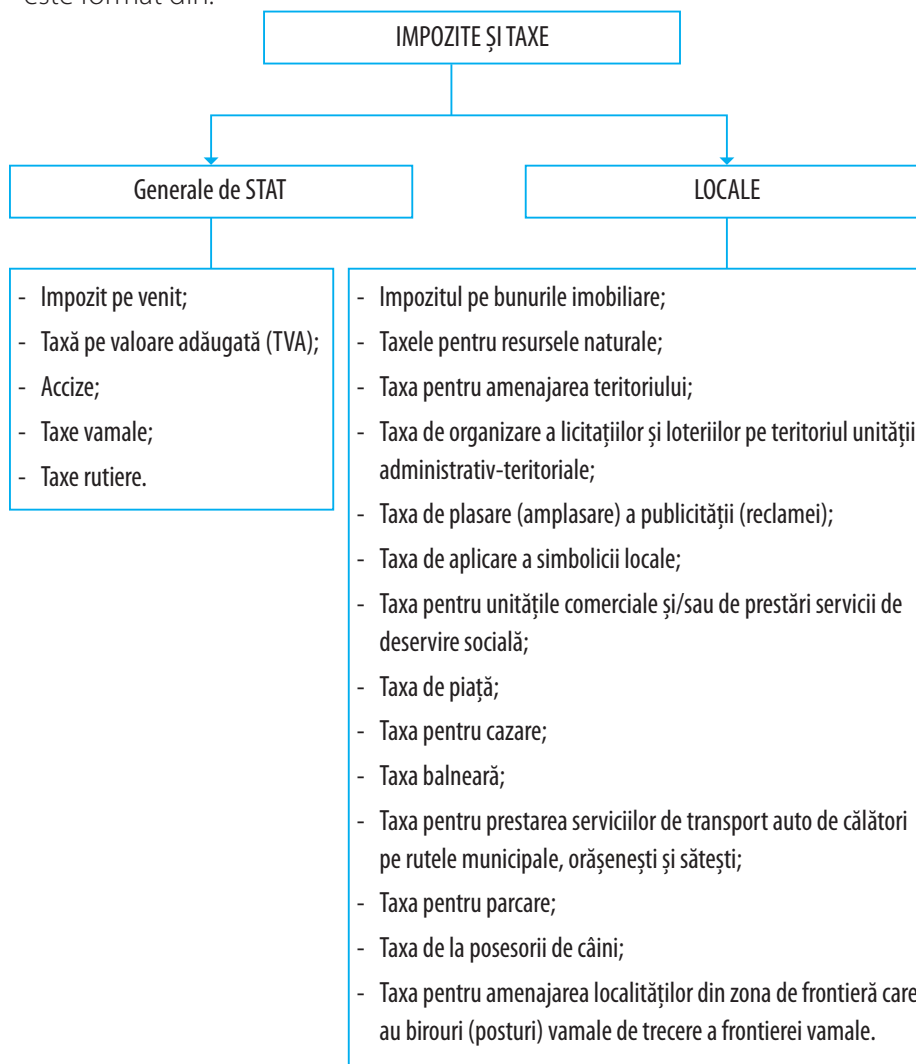 este format din:
IMPOZITE ȘI TAXE
Generale de STAT
LOCALE
- Impozit pe venit;
- Taxă pe valoare adăugată (TVA);
- Accize;
- Taxe vamale;
- Taxe rutiere.
- Impozitul pe bunurile imobiliare;
- Taxele pentru resursele naturale;
- Taxa pentru amenajarea teritoriului;
- Taxa de organizare a licitațiilor și loteriilor pe teritoriul unității
administrativ-teritoriale;
- Taxa de plasare (amplasare) a publicității (reclamei);
- Taxa de aplicare a simbolicii locale;
- Taxa pentru unitățile comerciale și/sau de prestări servicii de
deservire socială;
- Taxa de piață;
- Taxa pentru cazare;
- Taxa balneară;
- Taxa pentru prestarea serviciilor de transport auto de călători
pe rutele municipale, orășenești și sătești;
- Taxa pentru parcare;
- Taxa de la posesorii de câini;
- Taxa pentru amenajarea localităților din zona de frontieră care
au birouri (posturi) vamale de trecere a frontierei vamale.